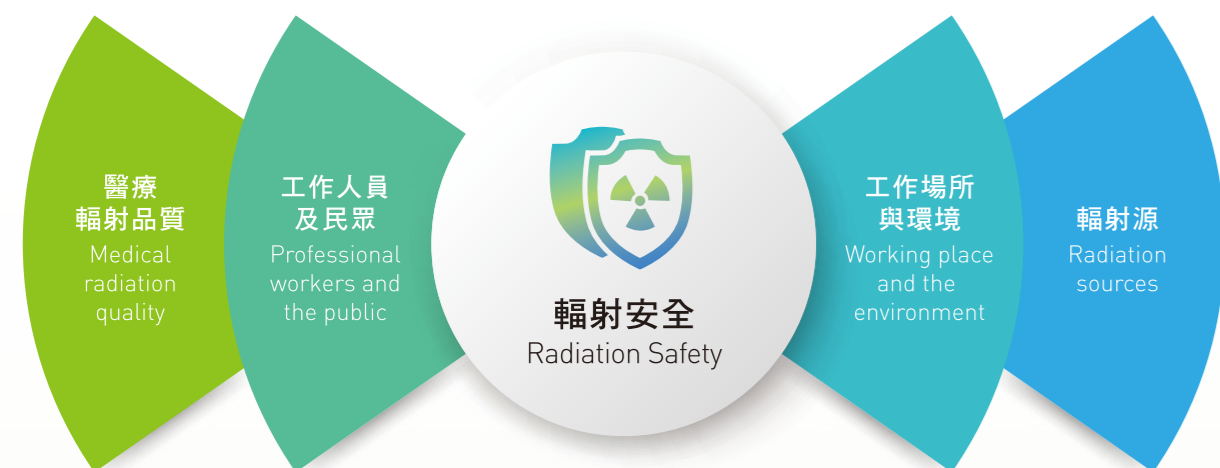 醫療
輻射品質
Medical
radiation
quality
工作人員
及民眾
Professional
workers and
the public
輻射安全
Radiation Safety
工作場所
與環境
Working place
and the
environment
輻射源
Radiation
sources